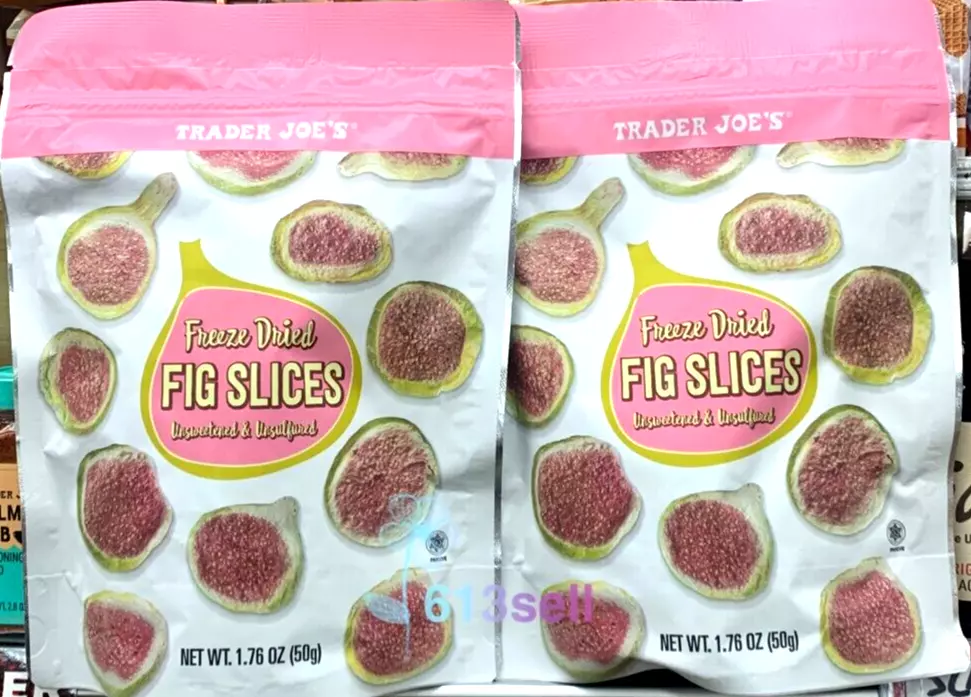 TRADER JOE'S
Freeze Dried
FIG SLICES
Unsweetened & Unsulfured
NET WT. 1.76 OZ (50g)
TRADER JOE'S
Freeze Dried
FIG SLICES
Unsweetened & Unsulfured
NET WT. 1.76 OZ (50g)
613sell